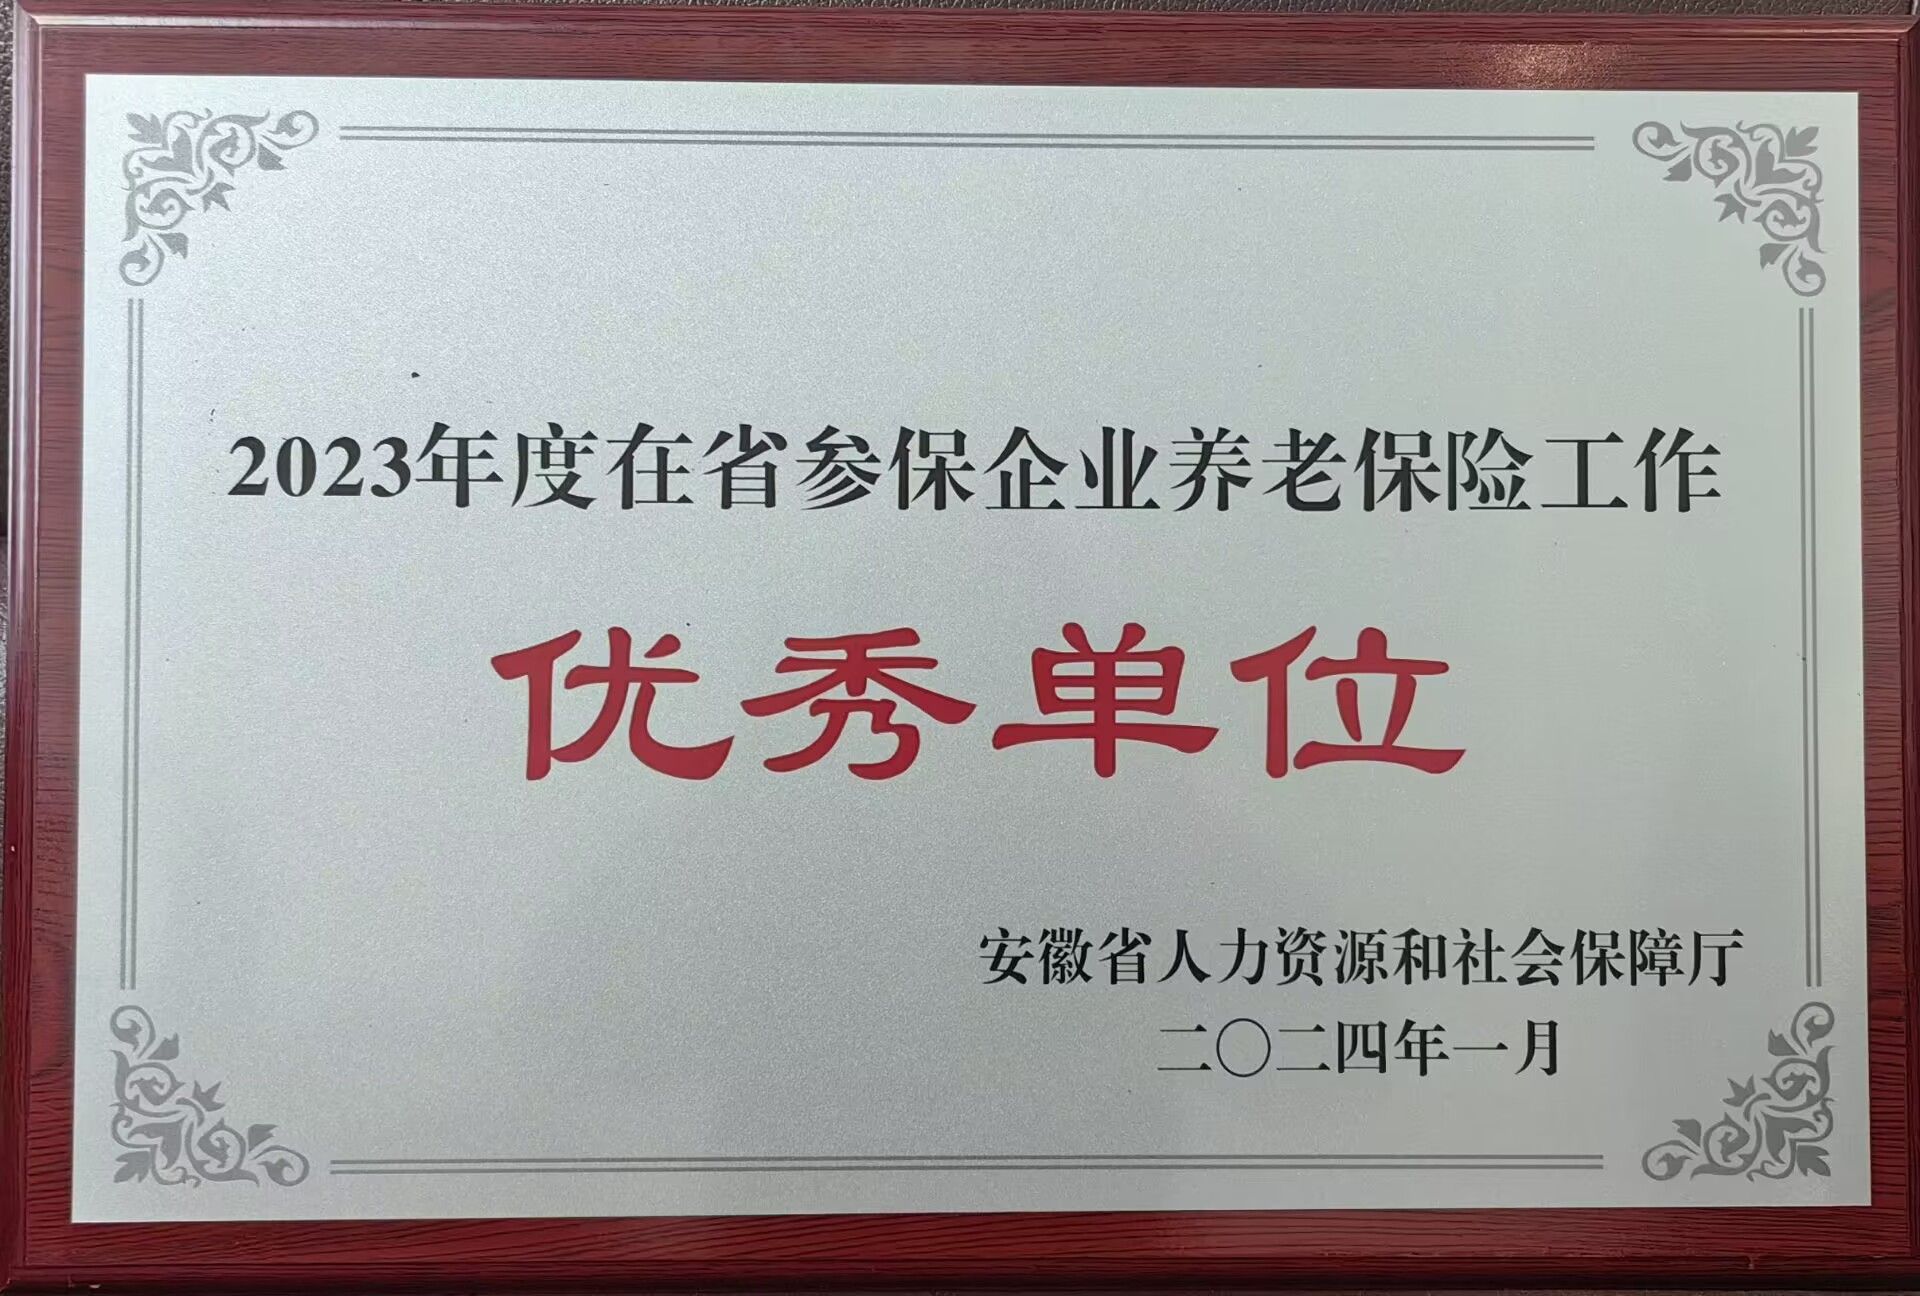 2023年度在省参保企业养老保险工作
优秀单位
安徽省人力资源和社会保障厅
二〇二四年一月